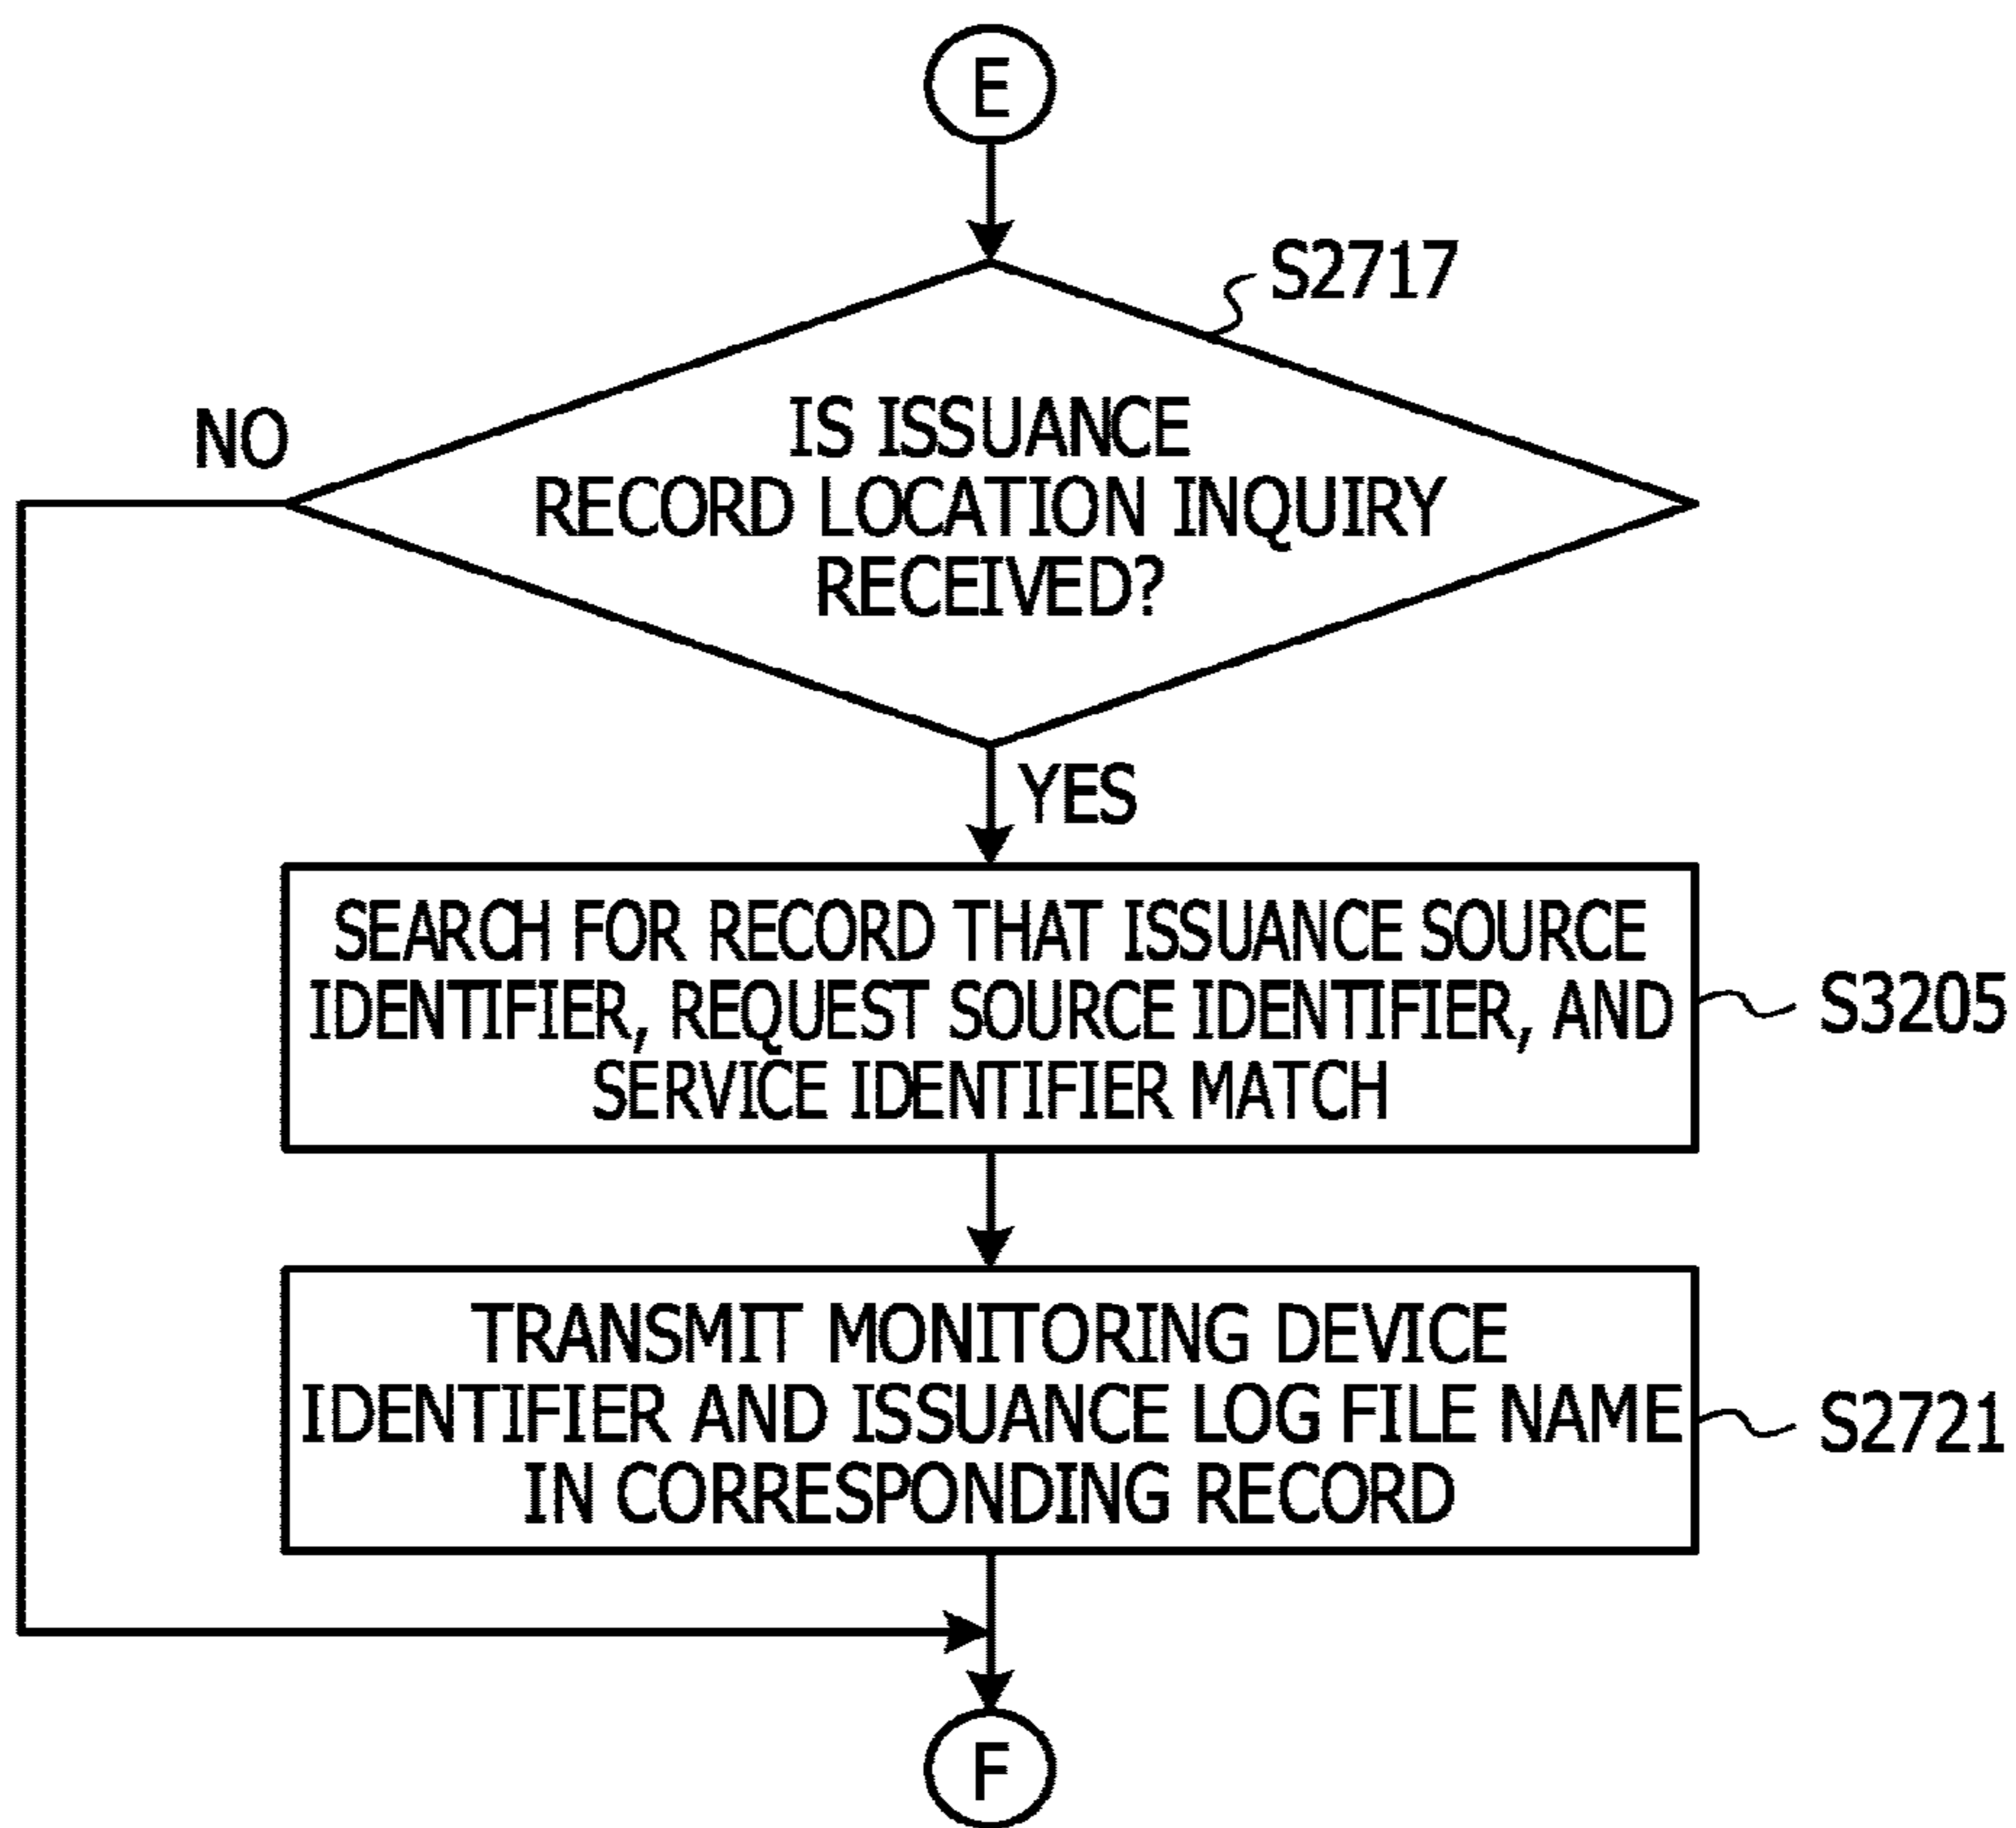 E
S2717
NO
IS ISSUANCE
RECORD LOCATION INQUIRY
RECEIVED?
YES
SEARCH FOR RECORD THAT ISSUANCE SOURCE
IDENTIFIER, REQUEST SOURCE IDENTIFIER, AND
SERVICE IDENTIFIER MATCH
S3205
TRANSMIT MONITORING DEVICE
IDENTIFIER AND ISSUANCE LOG FILE NAME
IN CORRESPONDING RECORD
S2721
F